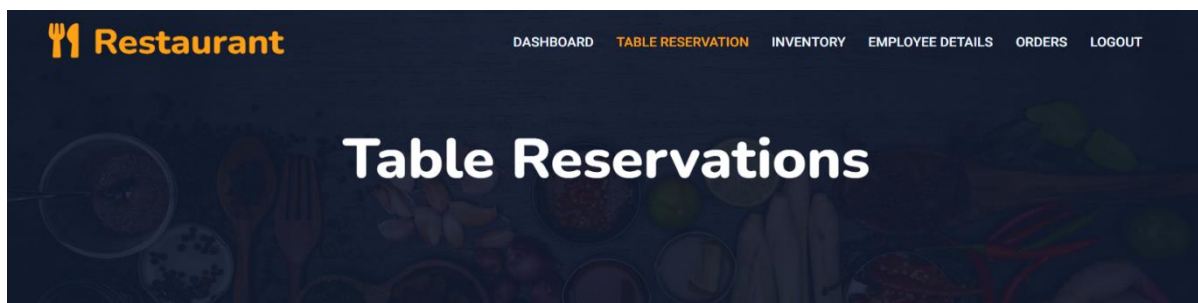 Restaurant
DASHBOARD TABLE RESERVATION INVENTORY EMPLOYEE DETAILS ORDERS LOGOUT
Table Reservations